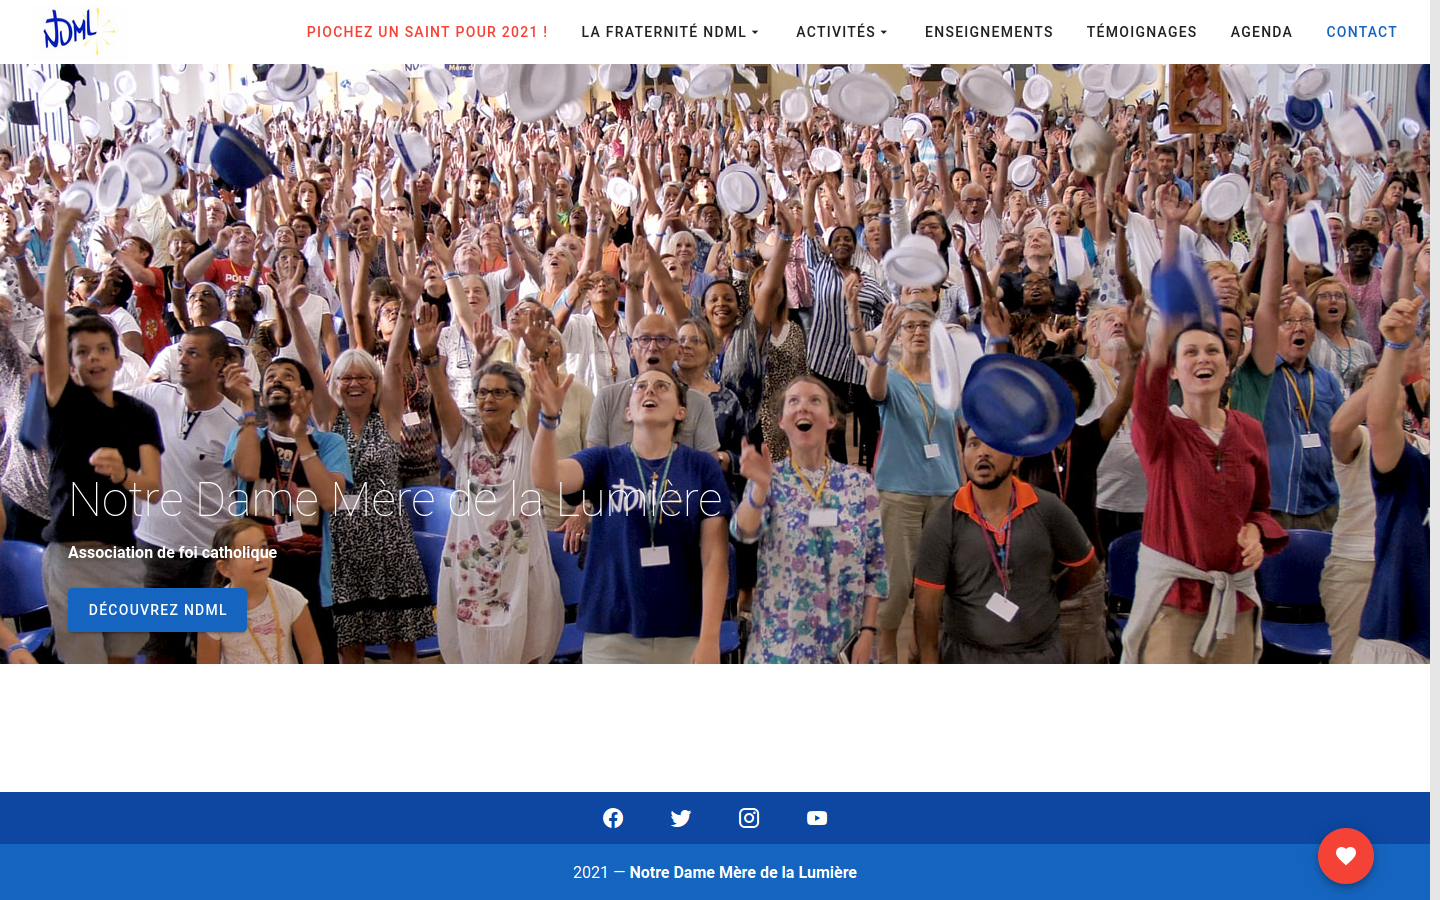 NDML
PIOCHEZ UN SAINT POUR 2021 !
LA FRATERNITÉ NDML
ACTIVITÉS
ENSEIGNEMENTS
TÉMOIGNAGES
AGENDA
CONTACT
Notre Dame Mère de la Lumière
Association de foi catholique
DÉCOUVREZ NDML
2021 — Notre Dame Mère de la Lumière